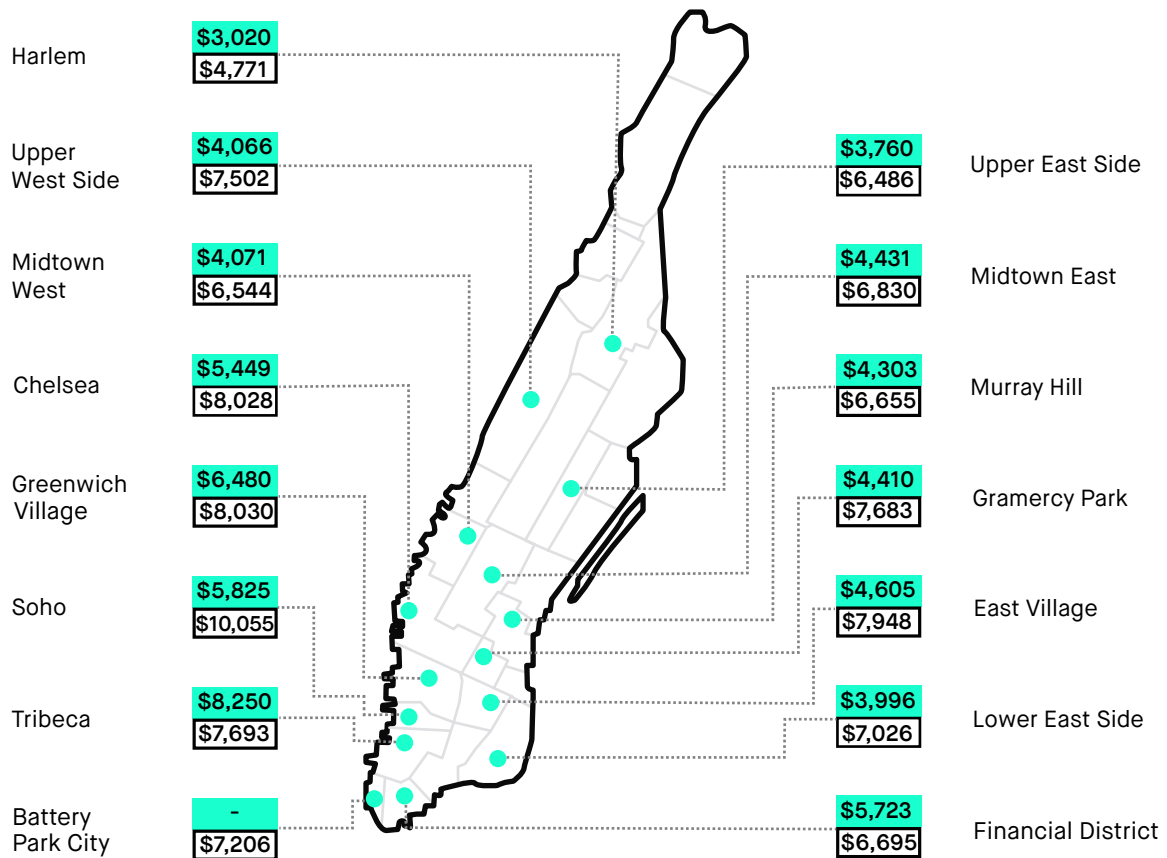 Harlem
$3,020
$4,771
Upper
West Side
$4,066
$7,502
Midtown
West
$4,071
$6,544
Chelsea
$5,449
$8,028
Greenwich
Village
$6,480
$8,030
Soho
$5,825
$10,055
Tribeca
$8,250
$7,693
Battery
Park City
-
$7,206
$3,760
$6,486
Upper East Side
$4,431
$6,830
Midtown East
$4,303
$6,655
Murray Hill
$4,410
$7,683
Gramercy Park
$4,605
$7,948
East Village
$3,996
$7,026
Lower East Side
$5,723
$6,695
Financial District